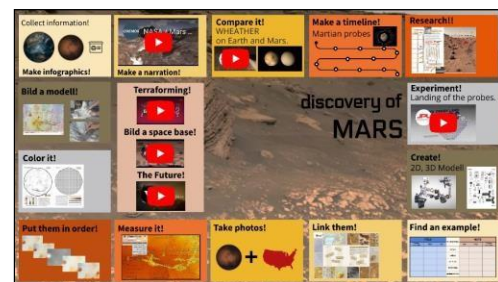 Collect information!
Make infographics!
NASA's Mars
Make a narration!
Compare it!
WHEATHER
on Earth and Mars.
Make a timeline!
Martian probes
Research!!
Bild a modell!
Terraforming!
Bild a space base!
The Future!
discovery of
MARS
Experiment!
Landing of the probes.
Color it!
Create!
2D, 3D Modell
Put them in order!
Measure it!
Take photos!
+
Link them!
Find an example!